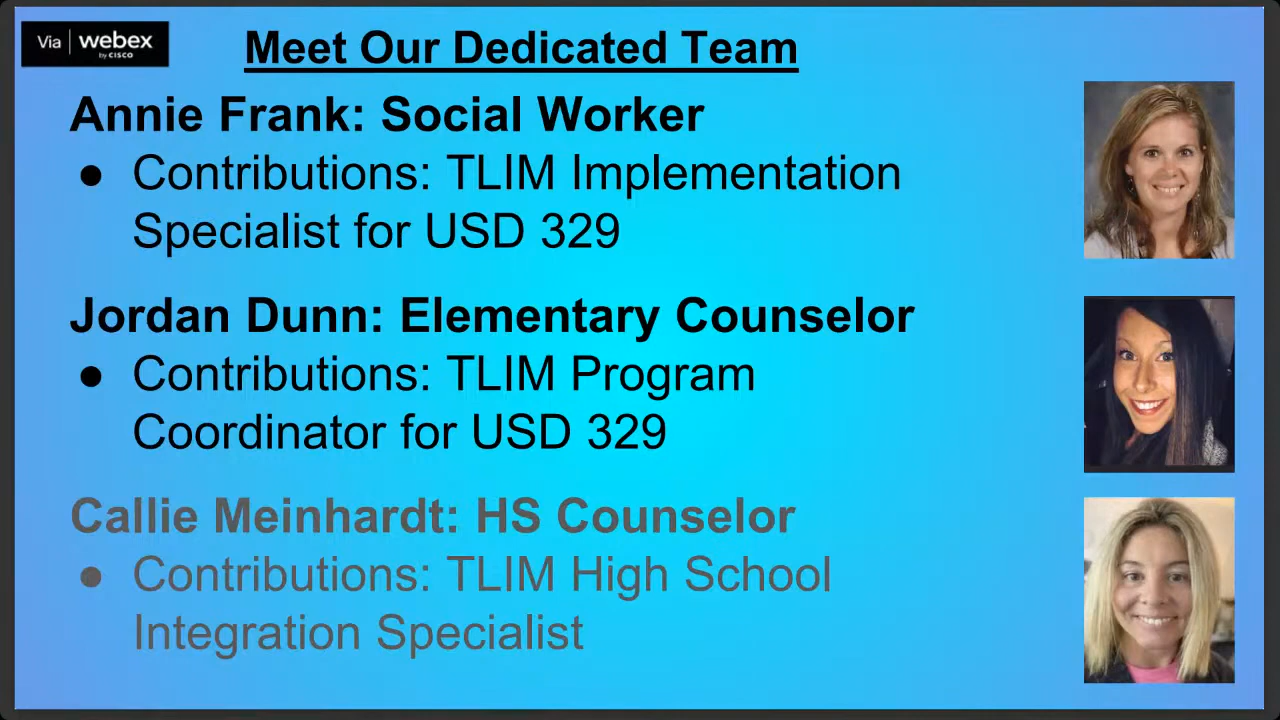 Via | webex
by CISCO
Meet Our Dedicated Team
Annie Frank: Social Worker
● Contributions: TLIM Implementation
Specialist for USD 329
Jordan Dunn: Elementary Counselor
● Contributions: TLIM Program
Coordinator for USD 329
Callie Meinhardt: HS Counselor
● Contributions: TLIM High School
Integration Specialist